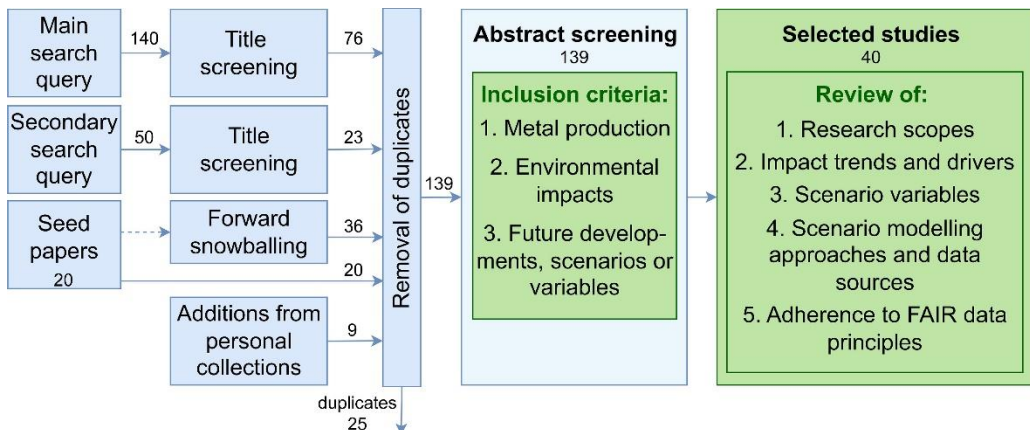 Main
search
query
140
Title
screening
76
Secondary
search
query
50
Title
screening
23
Seed
papers
20
Forward
snowballing
36
20
Additions from
personal
collections
9
Removal of duplicates
duplicates
25
139
Abstract screening
139
Inclusion criteria:
1. Metal production
2. Environmental
impacts
3. Future develop-
ments, scenarios or
variables
Selected studies
40
Review of:
1. Research scopes
2. Impact trends and drivers
3. Scenario variables
4. Scenario modelling
approaches and data
sources
5. Adherence to FAIR data
principles